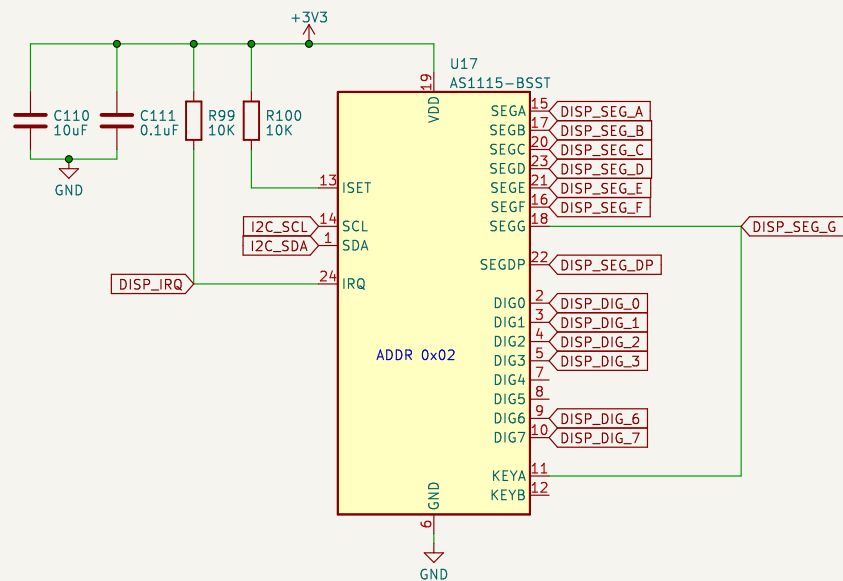 +3V3
U17
AS1115-BSST
C110
10uF
C111
0.1uF
R99
10K
R100
10K
GND
19
VDD
13 ISET
I2C_SCL 14 SCL
I2C_SDA 1 SDA
DISP_IRQ 24 IRQ
ADDR 0x02
SEGA 15 DISP_SEG_A
SEGB 17 DISP_SEG_B
SEGC 20 DISP_SEG_C
SEGD 23 DISP_SEG_D
SEGE 21 DISP_SEG_E
SEGF 16 DISP_SEG_F
SEGG 18 DISP_SEG_G
SEGDP 22 DISP_SEG_DP
DIG0 2 DISP_DIG_0
DIG1 3 DISP_DIG_1
DIG2 4 DISP_DIG_2
DIG3 5 DISP_DIG_3
DIG4 7
DIG5 8
DIG6 9 DISP_DIG_6
DIG7 10 DISP_DIG_7
KEYA 11
KEYB 12
GND
6
GND